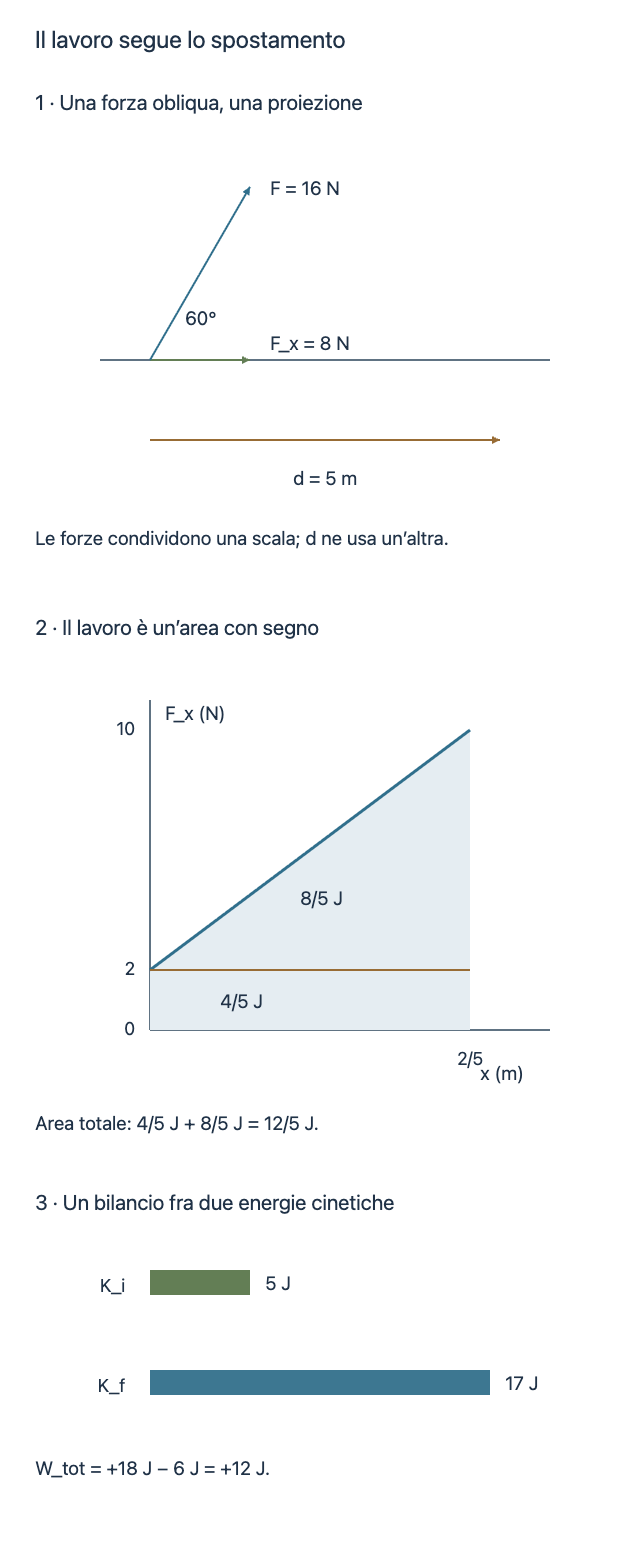 Il lavoro segue lo spostamento
1 · Una forza obliqua, una proiezione
F = 16 N
60°
F_x = 8 N
d = 5 m
Le forze condividono una scala; d ne usa un’altra.
2 · Il lavoro è un’area con segno
F_x (N)
10
8/5 J
2
4/5 J
0
2/5
x (m)
Area totale: 4/5 J + 8/5 J = 12/5 J.
3 · Un bilancio fra due energie cinetiche
K_i
5 J
K_f
17 J
W_tot = +18 J − 6 J = +12 J.